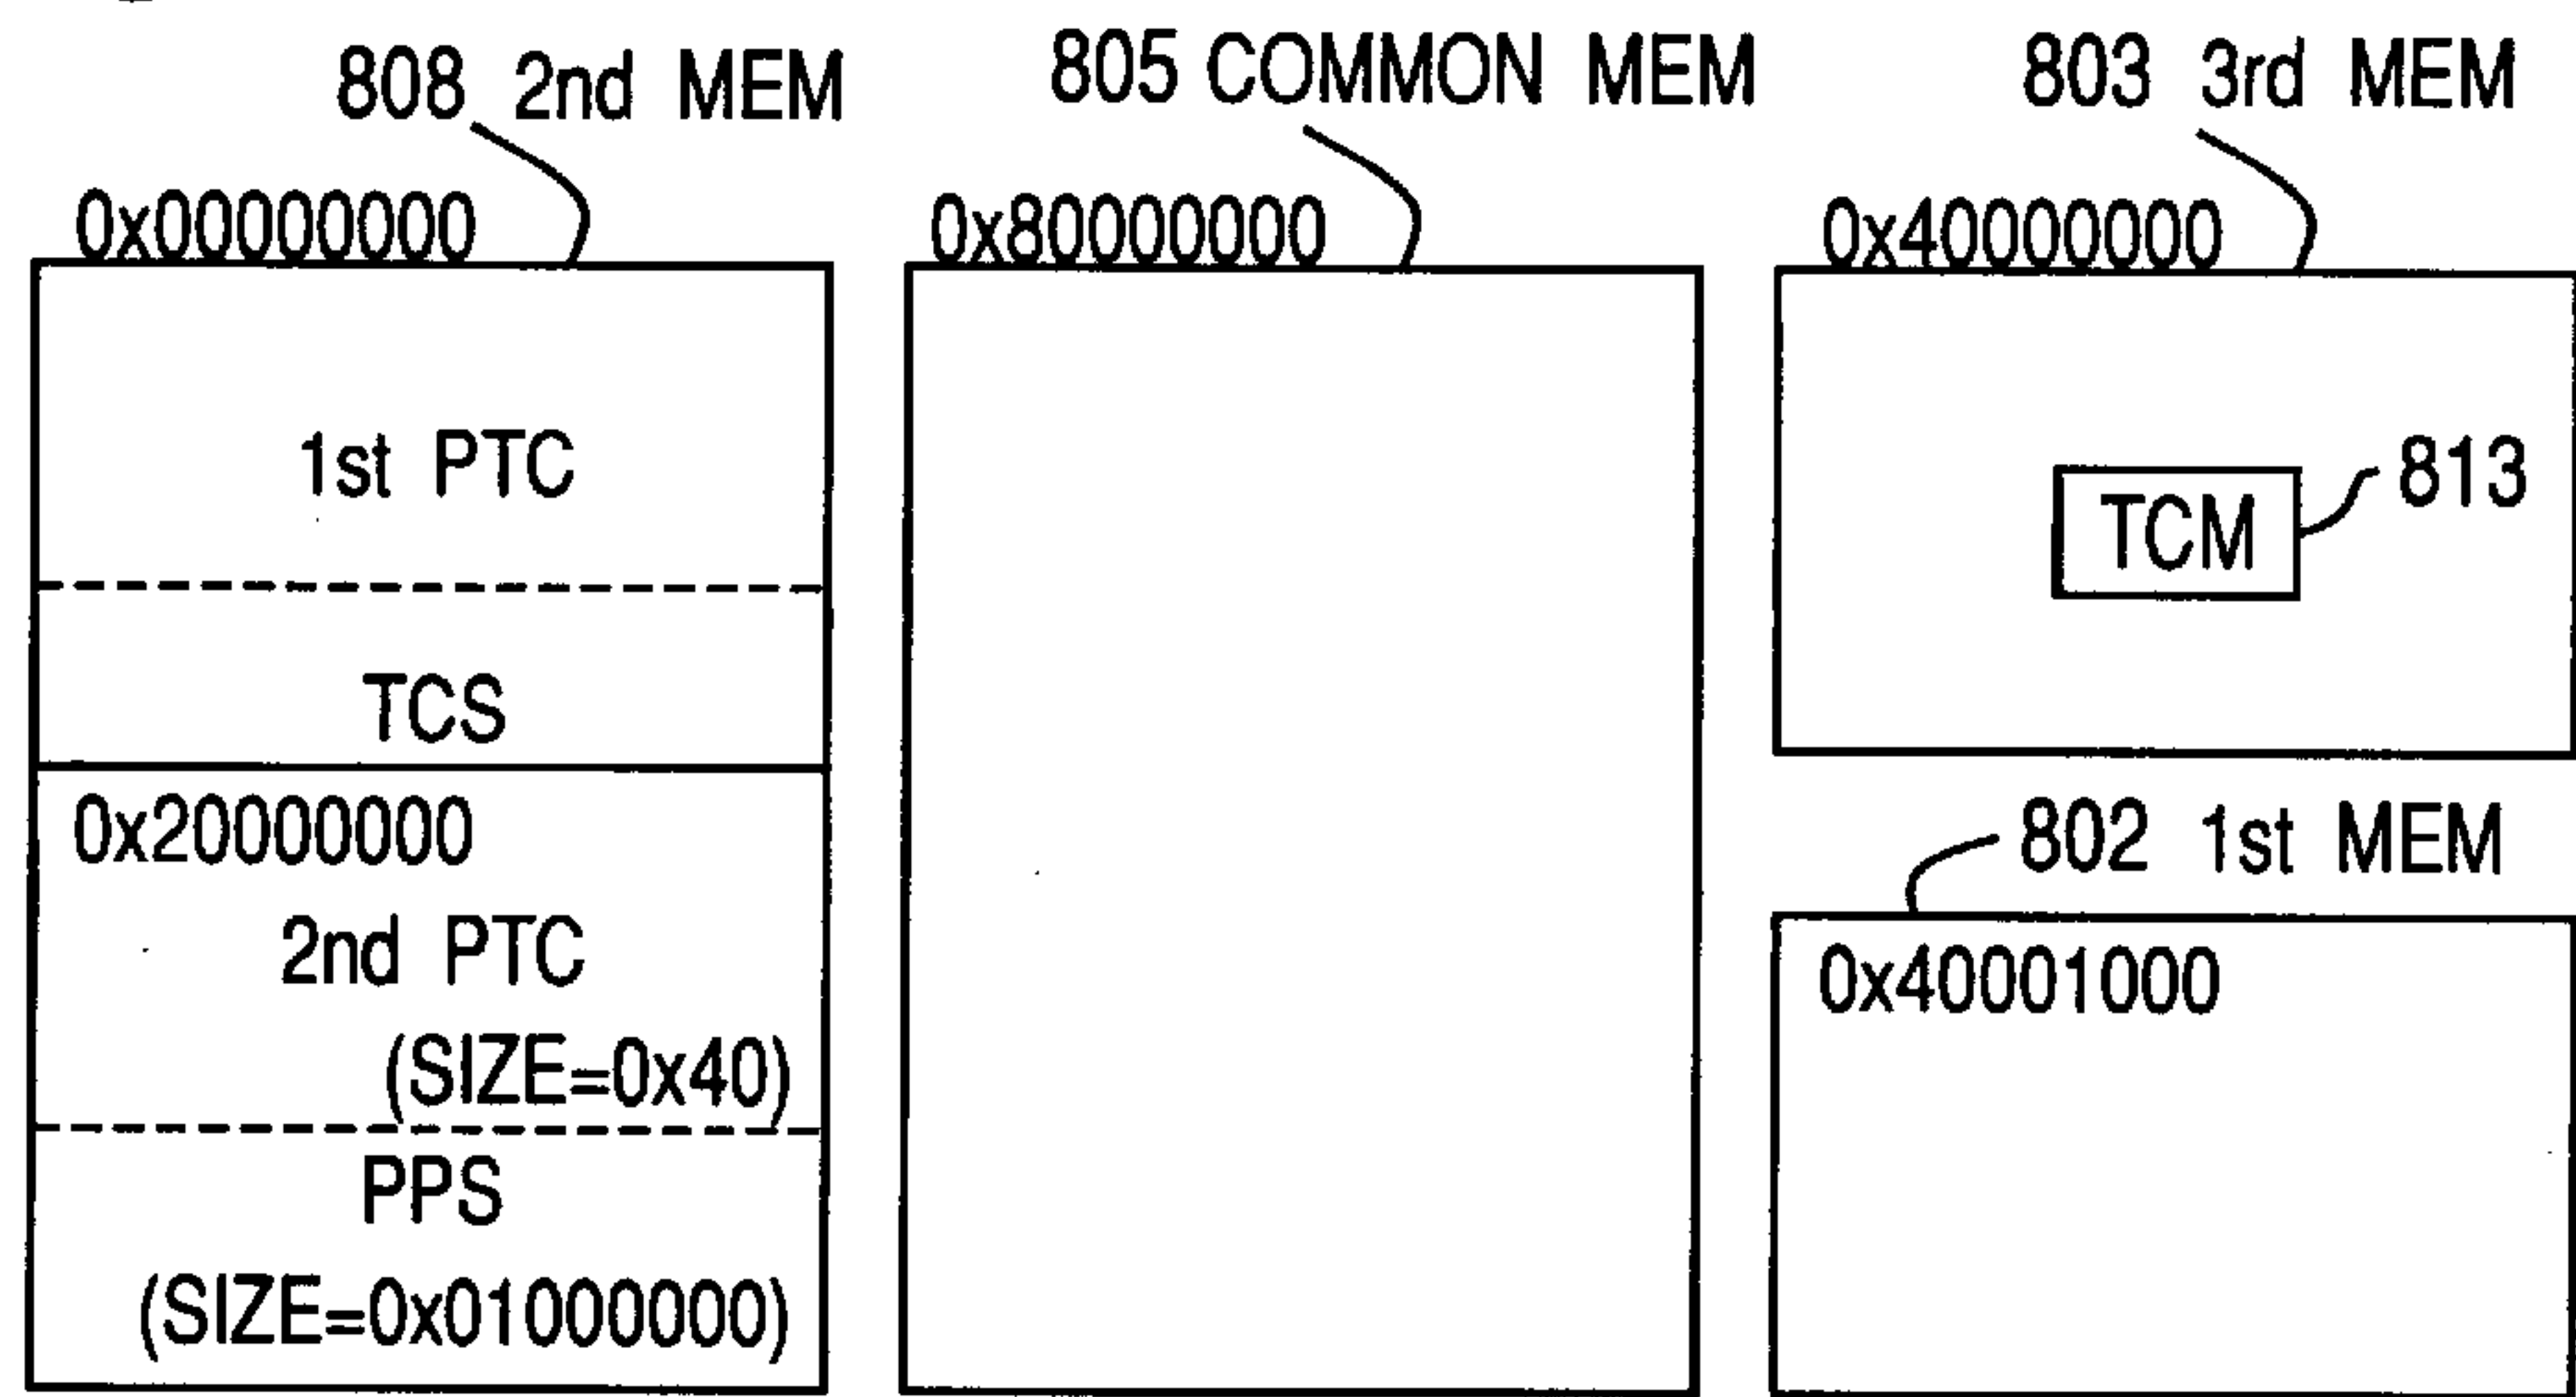 808 2nd MEM
0x00000000
1st PTC
TCS
0x20000000
2nd PTC
(SIZE=0x40)
PPS
(SIZE=0x01000000)
805 COMMON MEM
0x80000000
803 3rd MEM
0x40000000
TCM
813
802 1st MEM
0x40001000